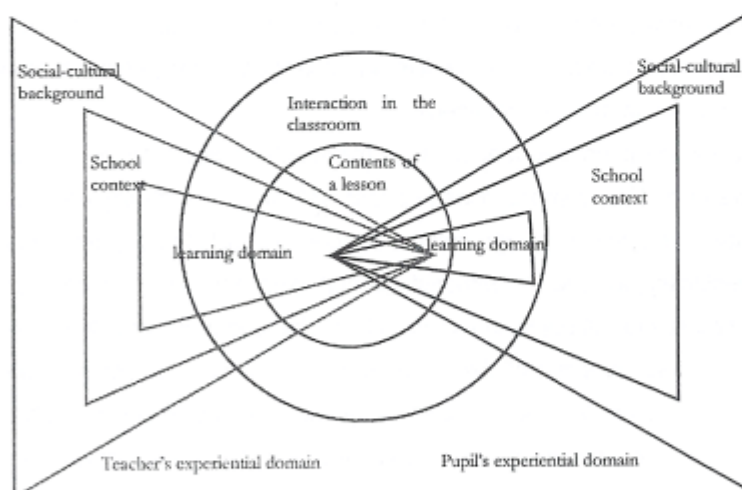 Social-cultural
background
Social-cultural
background
Interaction in the
classroom
Contents of
a lesson
School
context
School
context
learning domain
learning domain
Teacher's experiential domain
Pupil's experiential domain